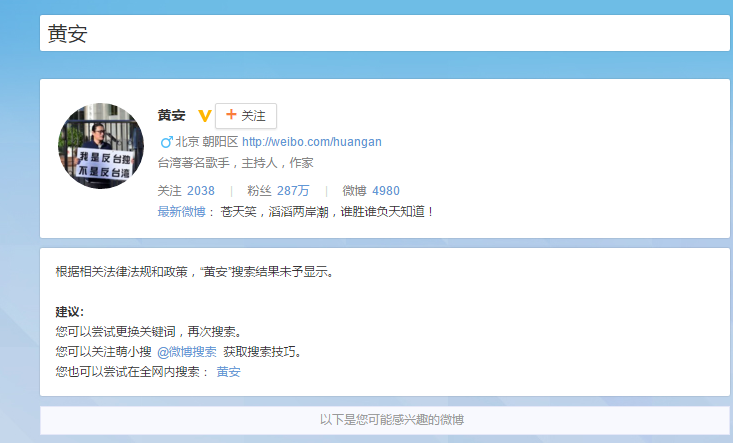 黄安
黄安 V + 关注
我是反台独
不是反台湾
北京 朝阳区 http://weibo.com/huangan
台湾著名歌手，主持人，作家
关注 2038 | 粉丝 287万 | 微博 4980
最新微博： 苍天笑，滔滔两岸潮，谁胜谁负天知道！
根据相关法律法规和政策，“黄安”搜索结果未予显示。
建议：
您可以尝试更换关键词，再次搜索。
您可以关注萌小搜 @微博搜索 获取搜索技巧。
您也可以尝试在全网内搜索： 黄安
以下是您可能感兴趣的微博